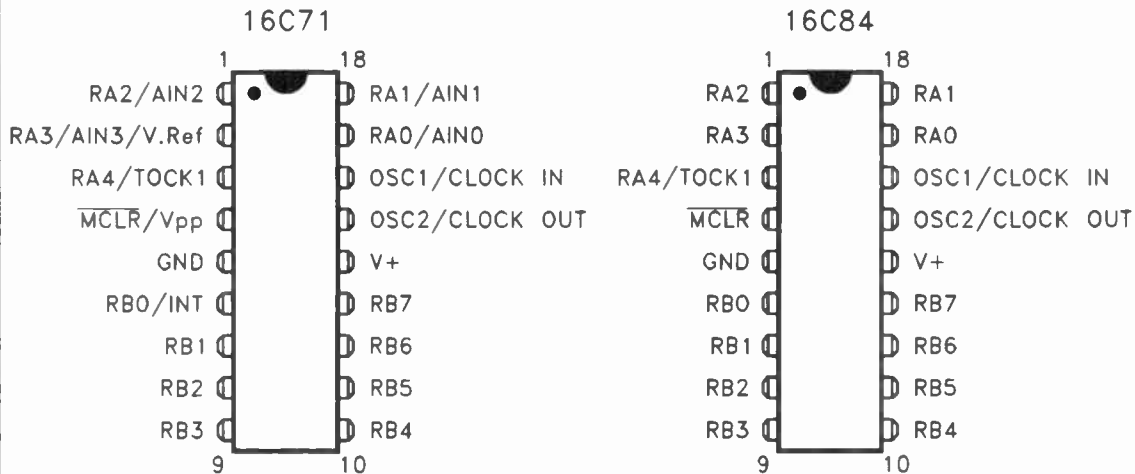 16C71
1 18
RA2/AIN2 RA1/AIN1
RA3/AIN3/V.Ref RA0/AIN0
RA4/TOCK1 OSC1/CLOCK IN
MCLR/Vpp OSC2/CLOCK OUT
GND V+
RB0/INT RB7
RB1 RB6
RB2 RB5
RB3 RB4
9 10
16C84
1 18
RA2 RA1
RA3 RA0
RA4/TOCK1 OSC1/CLOCK IN
MCLR OSC2/CLOCK OUT
GND V+
RB0 RB7
RB1 RB6
RB2 RB5
RB3 RB4
9 10